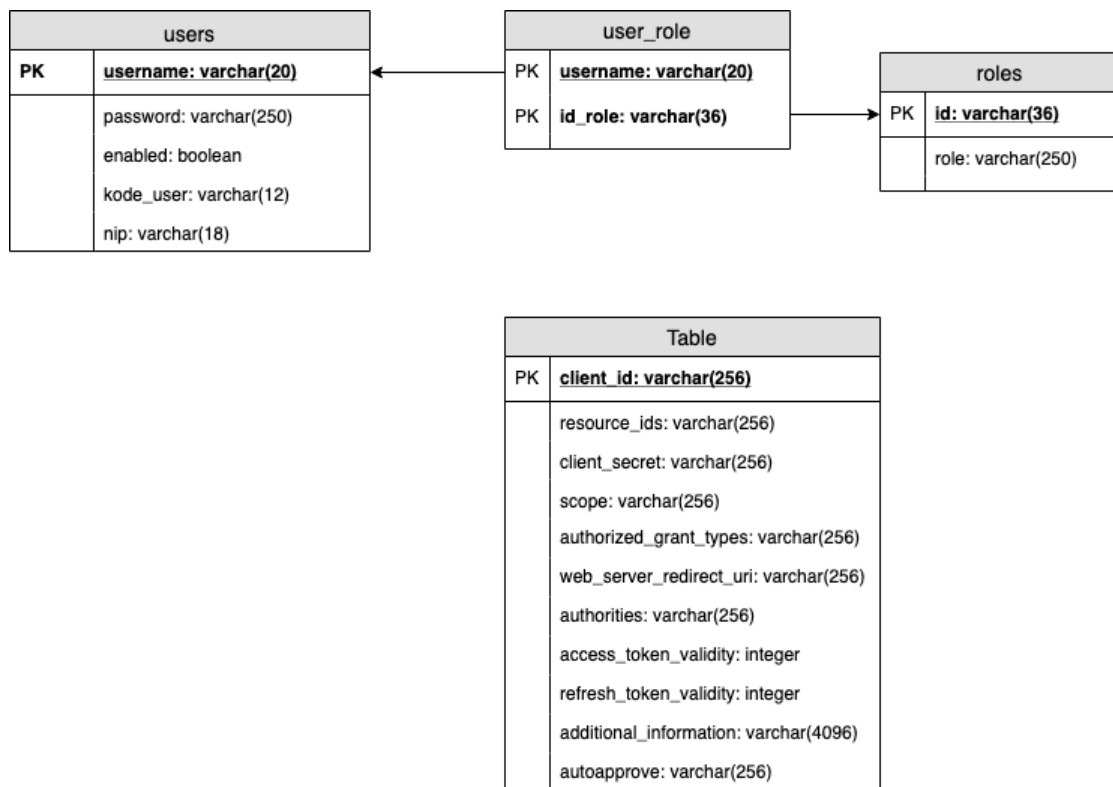 users
PK username: varchar(20)
password: varchar(250)
enabled: boolean
kode_user: varchar(12)
nip: varchar(18)
user_role
PK username: varchar(20)
PK id_role: varchar(36)
roles
PK id: varchar(36)
role: varchar(250)
Table
PK client_id: varchar(256)
resource_ids: varchar(256)
client_secret: varchar(256)
scope: varchar(256)
authorized_grant_types: varchar(256)
web_server_redirect_uri: varchar(256)
authorities: varchar(256)
access_token_validity: integer
refresh_token_validity: integer
additional_information: varchar(4096)
autoapprove: varchar(256)